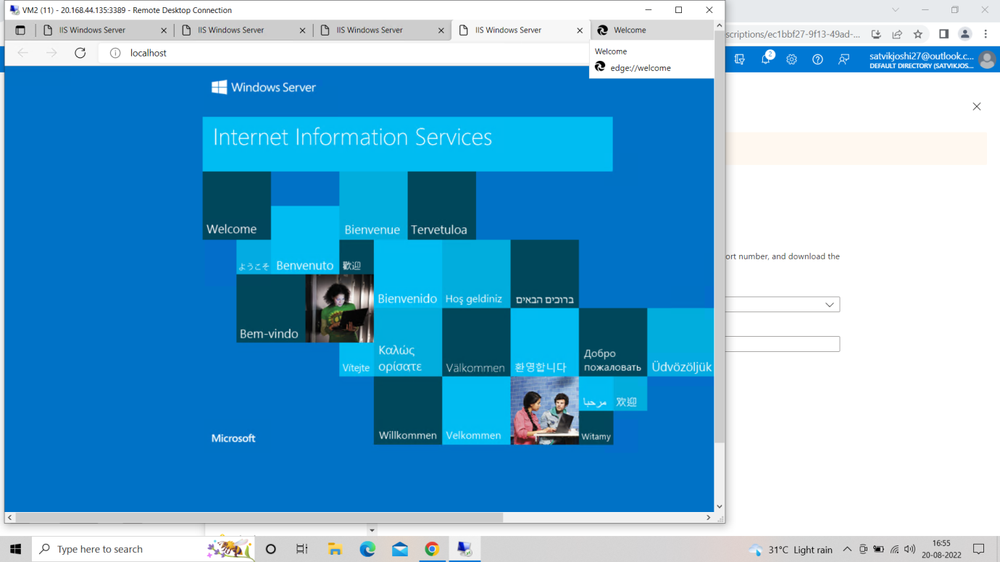 VM2 (11) - 20.168.44.135:3389 - Remote Desktop Connection
IIS Windows Server
IIS Windows Server
IIS Windows Server
IIS Windows Server
Welcome
scriptions/ec1bbf27-9f13-49ad-...
localhost
Welcome
edge://welcome
2
satvikjoshi27@outlook.c...
DEFAULT DIRECTORY (SATVIKJOS...
Windows Server
Internet Information Services
Welcome
Bienvenue
Tervetuloa
ようこそ
Benvenuto
歡迎
Bienvenido
Hoş geldiniz
ברוכים הבאים
Bem-vindo
Vítejte
Καλώς
ορίσατε
Välkommen
환영합니다
Добро
пожаловать
Üdvözöljük
مرحبا
欢迎
Willkommen
Velkommen
Witamy
Microsoft
ort number, and download the
Type here to search
31°C Light rain
16:55
20-08-2022